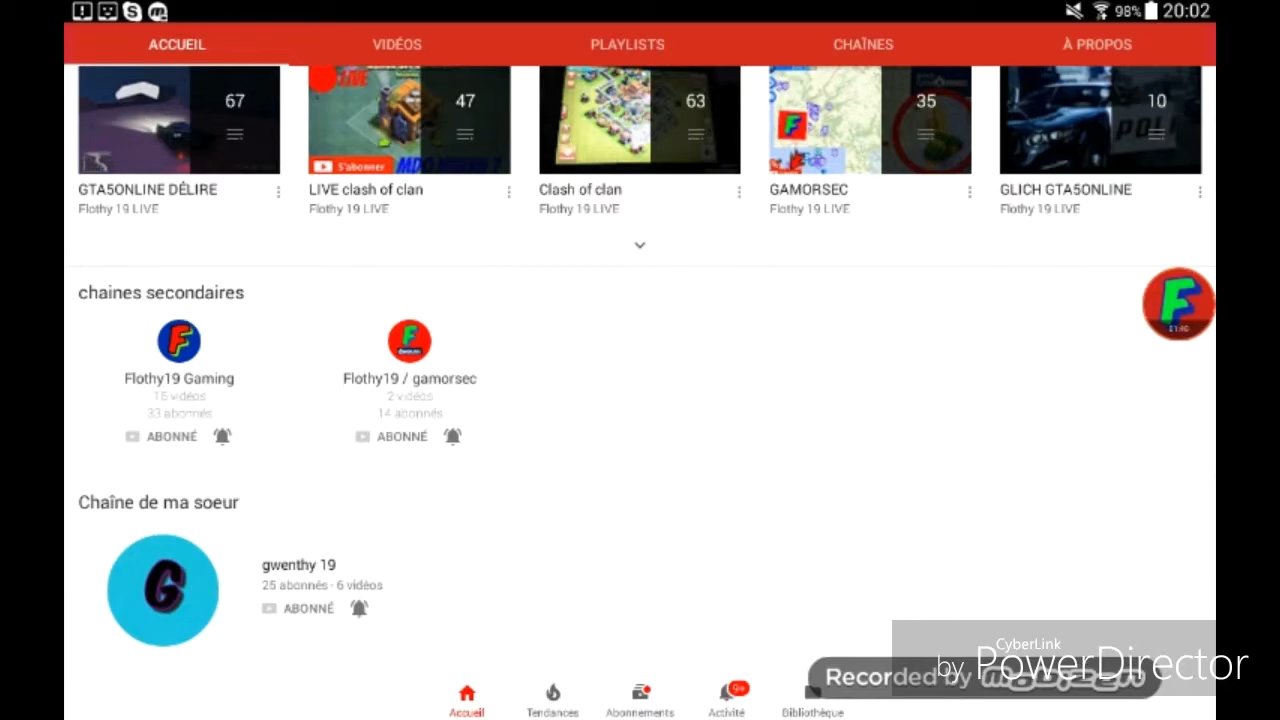 98% 20:02
ACCUEIL VIDÉOS PLAYLISTS CHAÎNES À PROPOS
67 47 63 35 10
LIVE
S'abonner
POL
GTA5ONLINE DÉLIRE LIVE clash of clan Clash of clan GAMORSEC GLICH GTA5ONLINE
Flothy 19 LIVE Flothy 19 LIVE Flothy 19 LIVE Flothy 19 LIVE Flothy 19 LIVE
chaines secondaires
F F F
Flothy19 Gaming Flothy19 / gamorsec
16 vidéos 2 vidéos
33 abonnés 14 abonnés
ABONNÉ ABONNÉ
Chaîne de ma soeur
G
gwenthy 19
25 abonnés · 6 vidéos
ABONNÉ
CyberLink
by PowerDirector
Recorded by MOBIZEN
9+
Accueil Tendances Abonnements Activité Bibliothèque